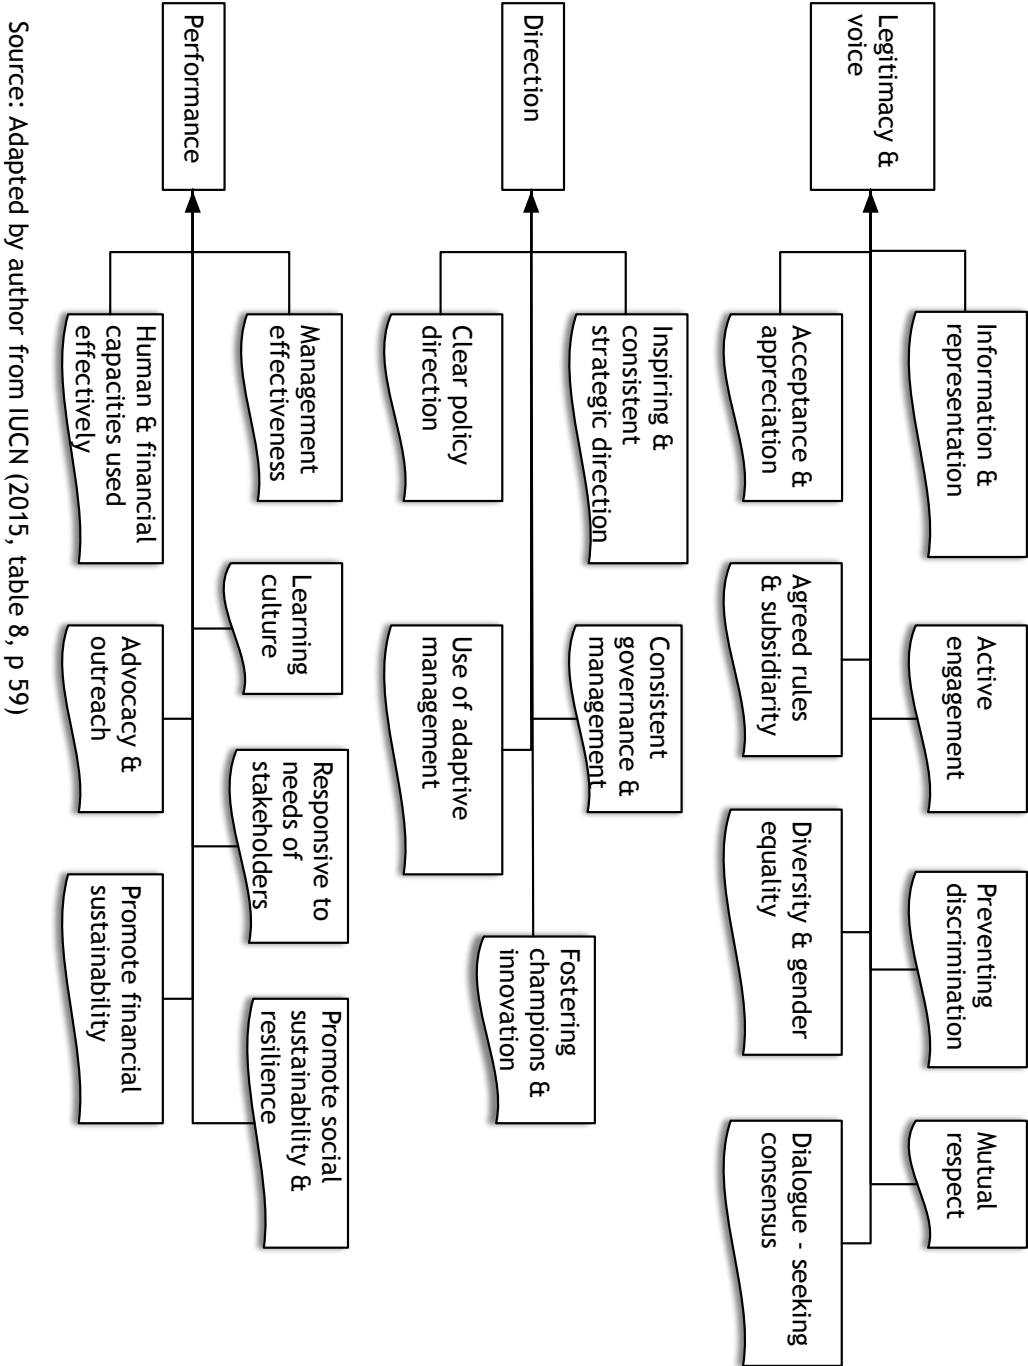 Legitimacy &
voice
Information &
representation
Active
engagement
Preventing
discrimination
Mutual
respect
Acceptance &
appreciation
Agreed rules
& subsidiarity
Diversity & gender
equality
Dialogue - seeking
consensus
Direction
Inspiring &
consistent
strategic direction
Consistent
governance &
management
Fostering
champions &
innovation
Clear policy
direction
Use of adaptive
management
Performance
Management
effectiveness
Learning
culture
Responsive to
needs of
stakeholders
Promote social
sustainability &
resilience
Human & financial
capacities used
effectively
Advocacy &
outreach
Promote financial
sustainability
Source: Adapted by author from IUCN (2015, table 8, p 59)